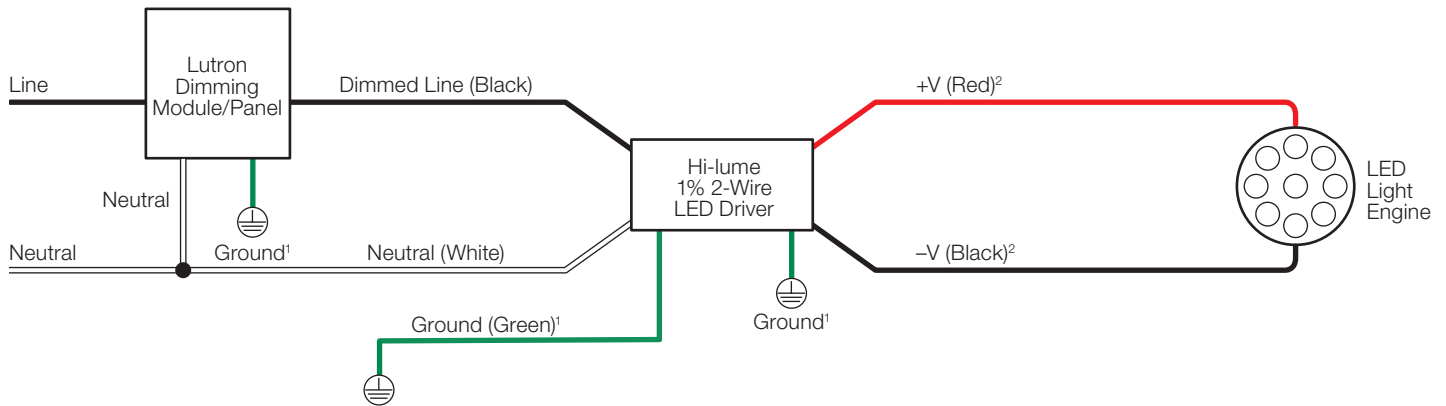 Line
Lutron
Dimming
Module/Panel
Dimmed Line (Black)
+V (Red)²
Neutral
Ground¹
Hi-lume
1% 2-Wire
LED Driver
LED
Light
Engine
Neutral
Neutral (White)
–V (Black)²
Ground (Green)¹
Ground¹